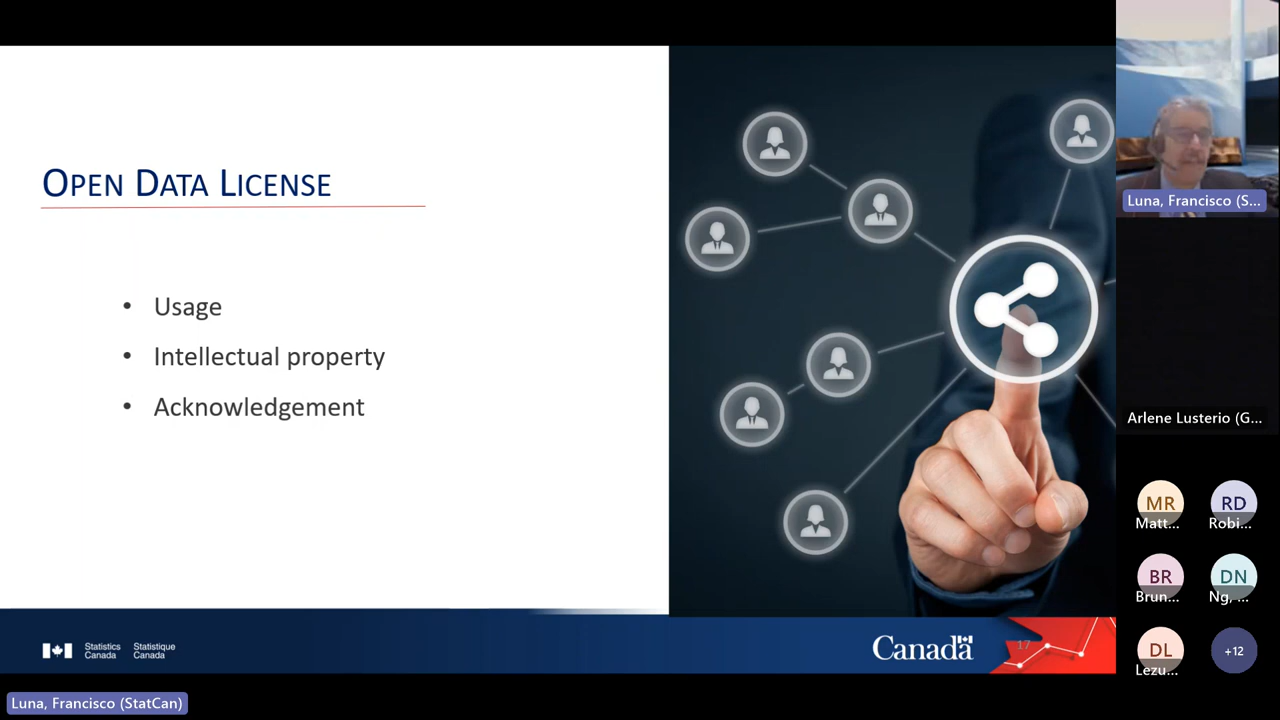 OPEN DATA LICENSE
• Usage
• Intellectual property
• Acknowledgement
Statistics Canada
Statistique Canada
Canada
17
Luna, Francisco (S...
Arlene Lusterio (G...
MR
Matt...
RD
Robi...
BR
Brun...
DN
Ng, ...
DL
Lezu...
+12
Luna, Francisco (StatCan)